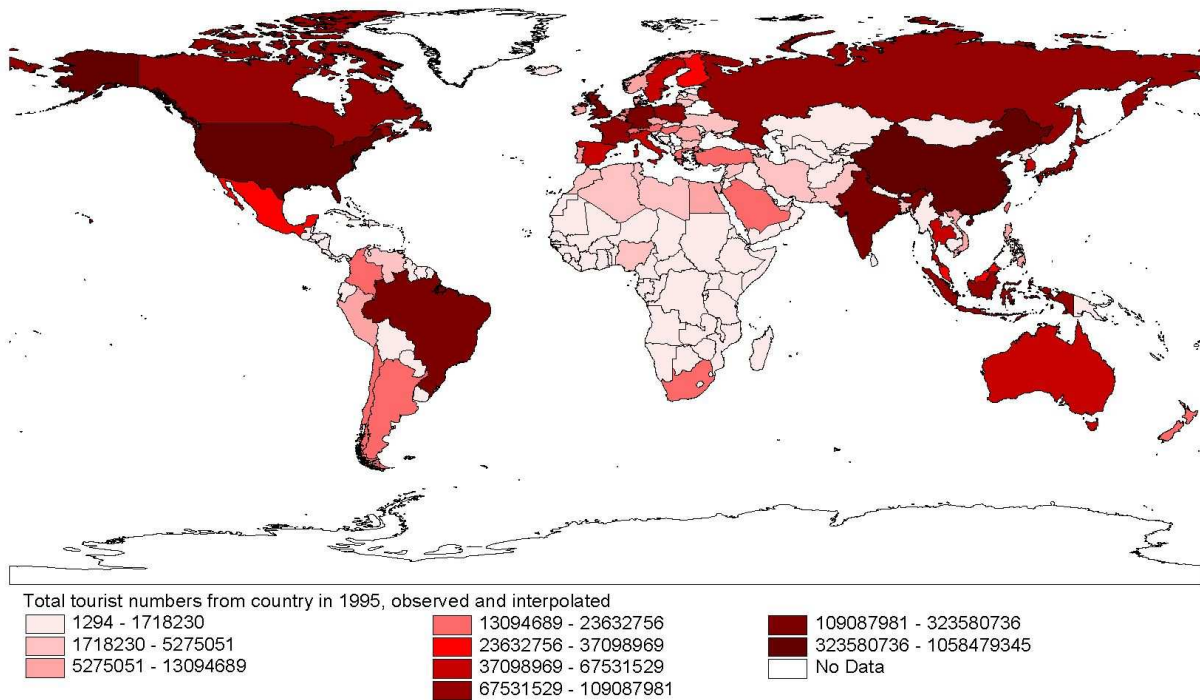 Total tourist numbers from country in 1995, observed and interpolated
1294 - 1718230
1718230 - 5275051
5275051 - 13094689
13094689 - 23632756
23632756 - 37098969
37098969 - 67531529
67531529 - 109087981
109087981 - 323580736
323580736 - 1058479345
No Data